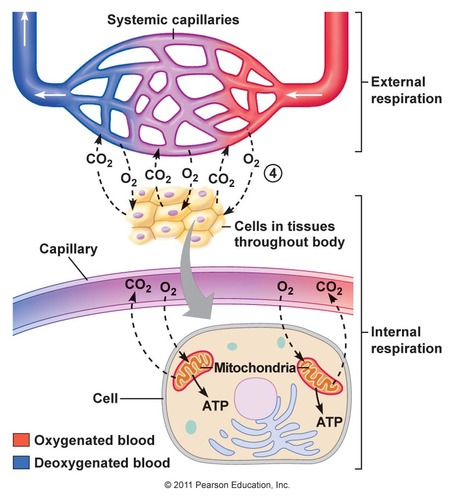 Systemic capillaries
External
respiration
CO2
O2
CO2
O2
CO2
O2
4
Cells in tissues
throughout body
Capillary
CO2
O2
O2
CO2
Internal
respiration
Mitochondria
Cell
ATP
ATP
Oxygenated blood
Deoxygenated blood
© 2011 Pearson Education, Inc.